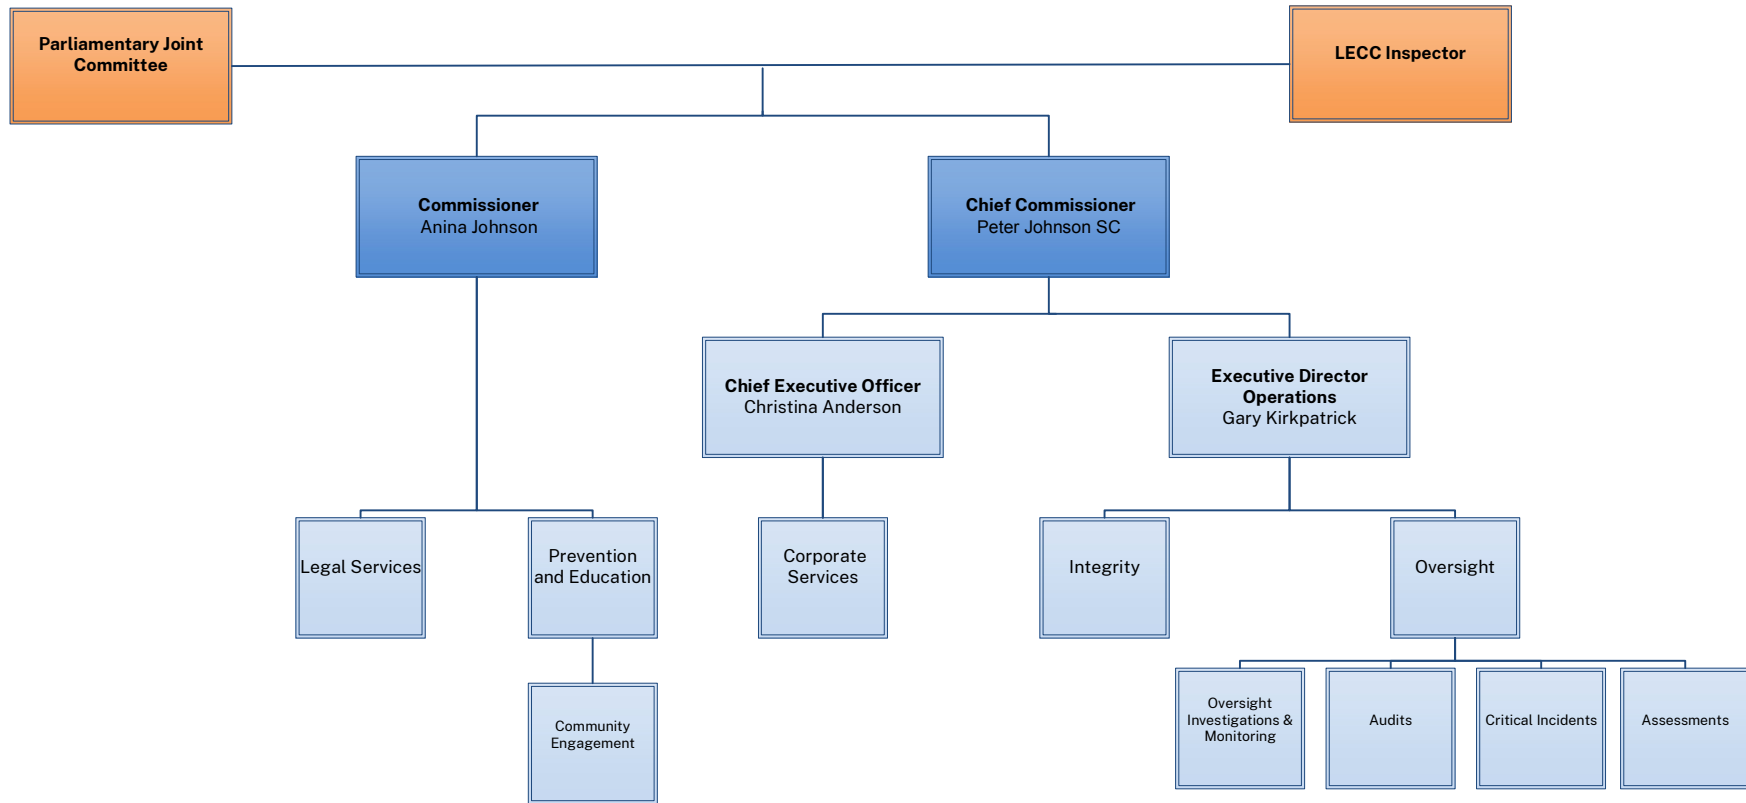 Parliamentary Joint
Committee
LECC Inspector
Commissioner
Anina Johnson
Chief Commissioner
Peter Johnson SC
Chief Executive Officer
Christina Anderson
Executive Director
Operations
Gary Kirkpatrick
Legal Services
Prevention
and Education
Corporate
Services
Integrity
Oversight
Community
Engagement
Oversight
Investigations &
Monitoring
Audits
Critical Incidents
Assessments